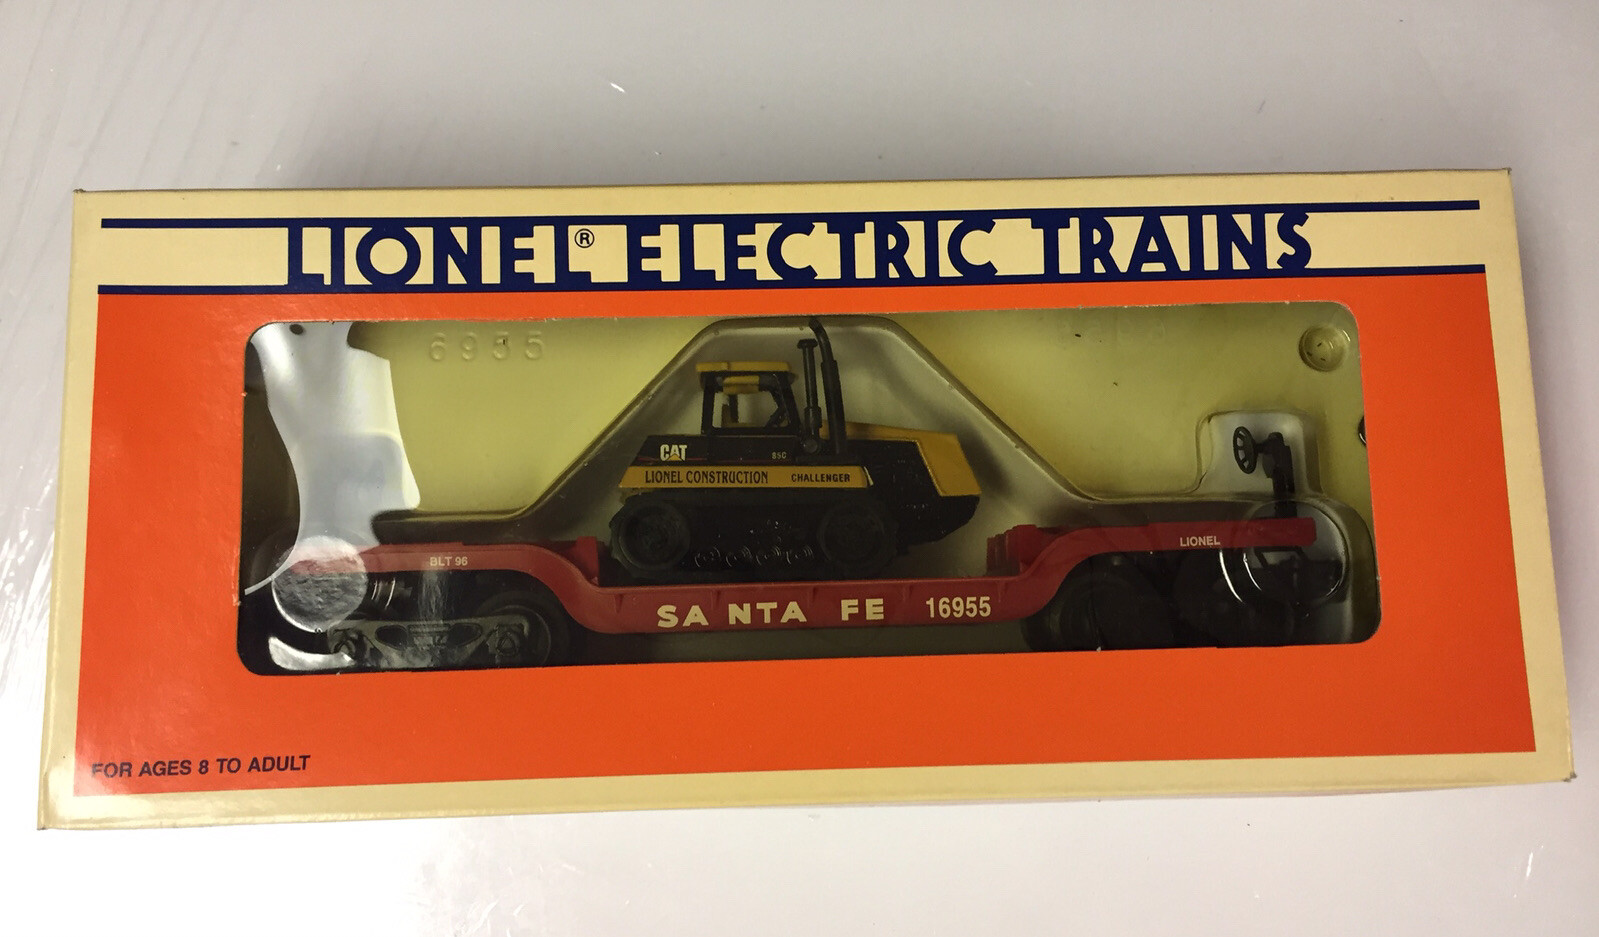 LIONEL® ELECTRIC TRAINS
CAT
85C
LIONEL CONSTRUCTION CHALLENGER
BLT 96
LIONEL
SANTA FE 16955
FOR AGES 8 TO ADULT